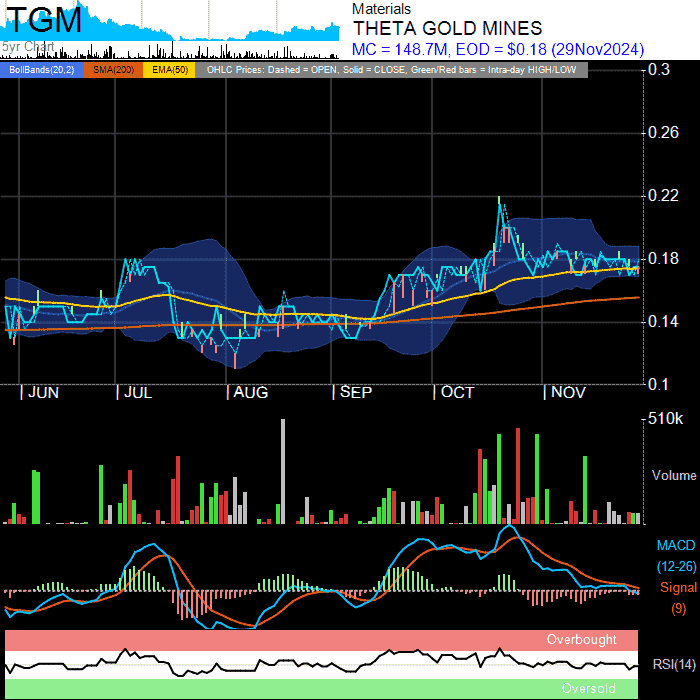 TGM
5yr Chart
Materials
THETA GOLD MINES
MC = 148.7M, EOD = $0.18 (29Nov2024)
BollBands(20,2) SMA(200) EMA(50) OHLC Prices: Dashed = OPEN, Solid = CLOSE, Green/Red bars = Intra-day HIGH/LOW
0.3
0.26
0.22
0.18
0.14
0.1
JUN JUL AUG SEP OCT NOV
510k
Volume
MACD
(12-26)
Signal
(9)
Overbought
RSI(14)
Oversold